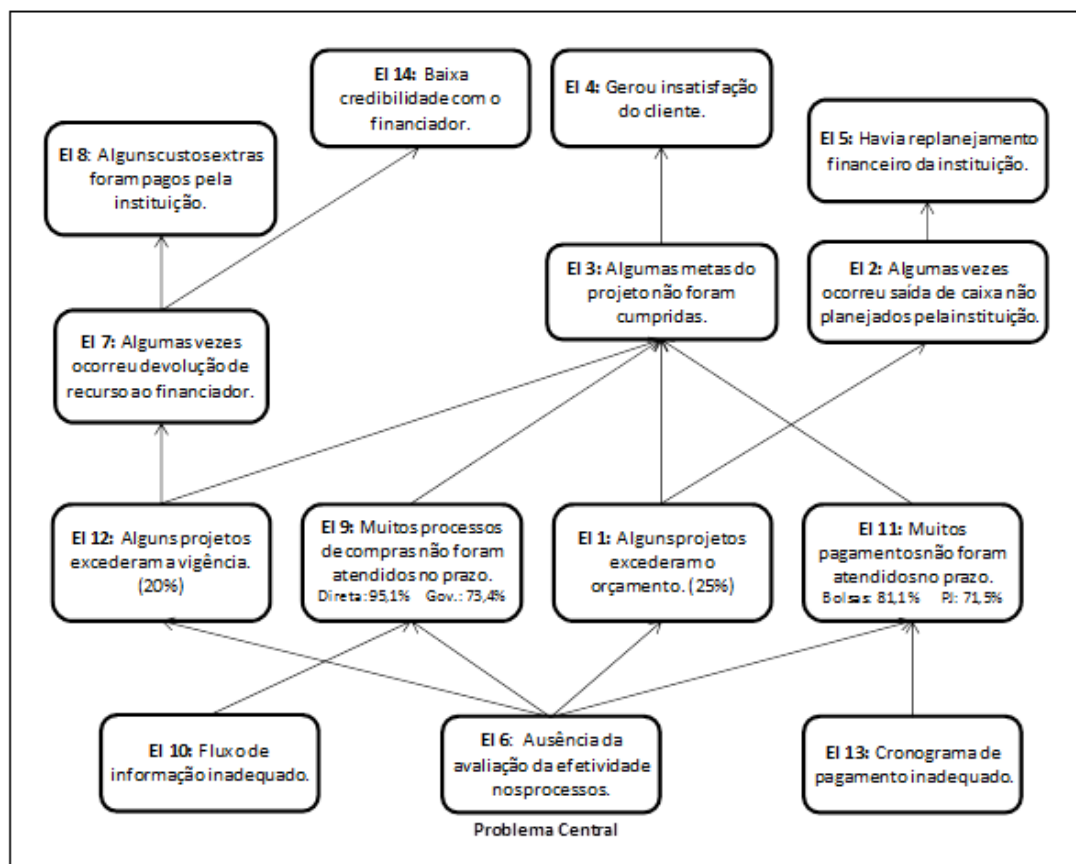 EI 14: Baixa
credibilidade com o
financiador.
EI 4: Gerou insatisfação
do cliente.
EI 5: Havia replanejamento
financeiro da instituição.
EI 8: Alguns custos extras
foram pagos pela
instituição.
EI 3: Algumas metas do
projeto não foram
cumpridas.
EI 2: Algumas vezes
ocorreu saída de caixa não
planejados pela instituição.
EI 7: Algumas vezes
ocorreu devolução de
recurso ao financiador.
EI 12: Alguns projetos
excederam a vigência.
(20%)
EI 9: Muitos processos
de compras não foram
atendidos no prazo.
Direta: 95,1% Gov.: 73,4%
EI 1: Alguns projetos
excederam o
orçamento. (25%)
EI 11: Muitos
pagamentos não foram
atendidos no prazo.
Bolsas: 81,1% PJ: 71,5%
EI 10: Fluxo de
informação inadequado.
EI 6: Ausência da
avaliação da efetividade
nos processos.
EI 13: Cronograma de
pagamento inadequado.
Problema Central